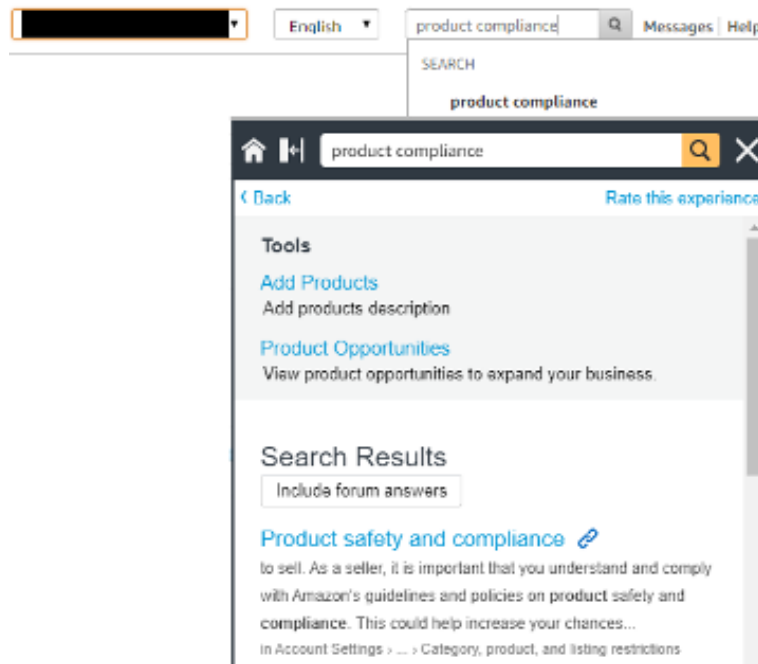 English
product compliance
Messages
Help
SEARCH
product compliance
product compliance
Back
Rate this experience
Tools
Add Products
Add products description
Product Opportunities
View product opportunities to expand your business.
Search Results
Include forum answers
Product safety and compliance
to sell. As a seller, it is important that you understand and comply
with Amazon's guidelines and policies on product safety and
compliance. This could help increase your chances...
in Account Settings › ... › Category, product, and listing restrictions